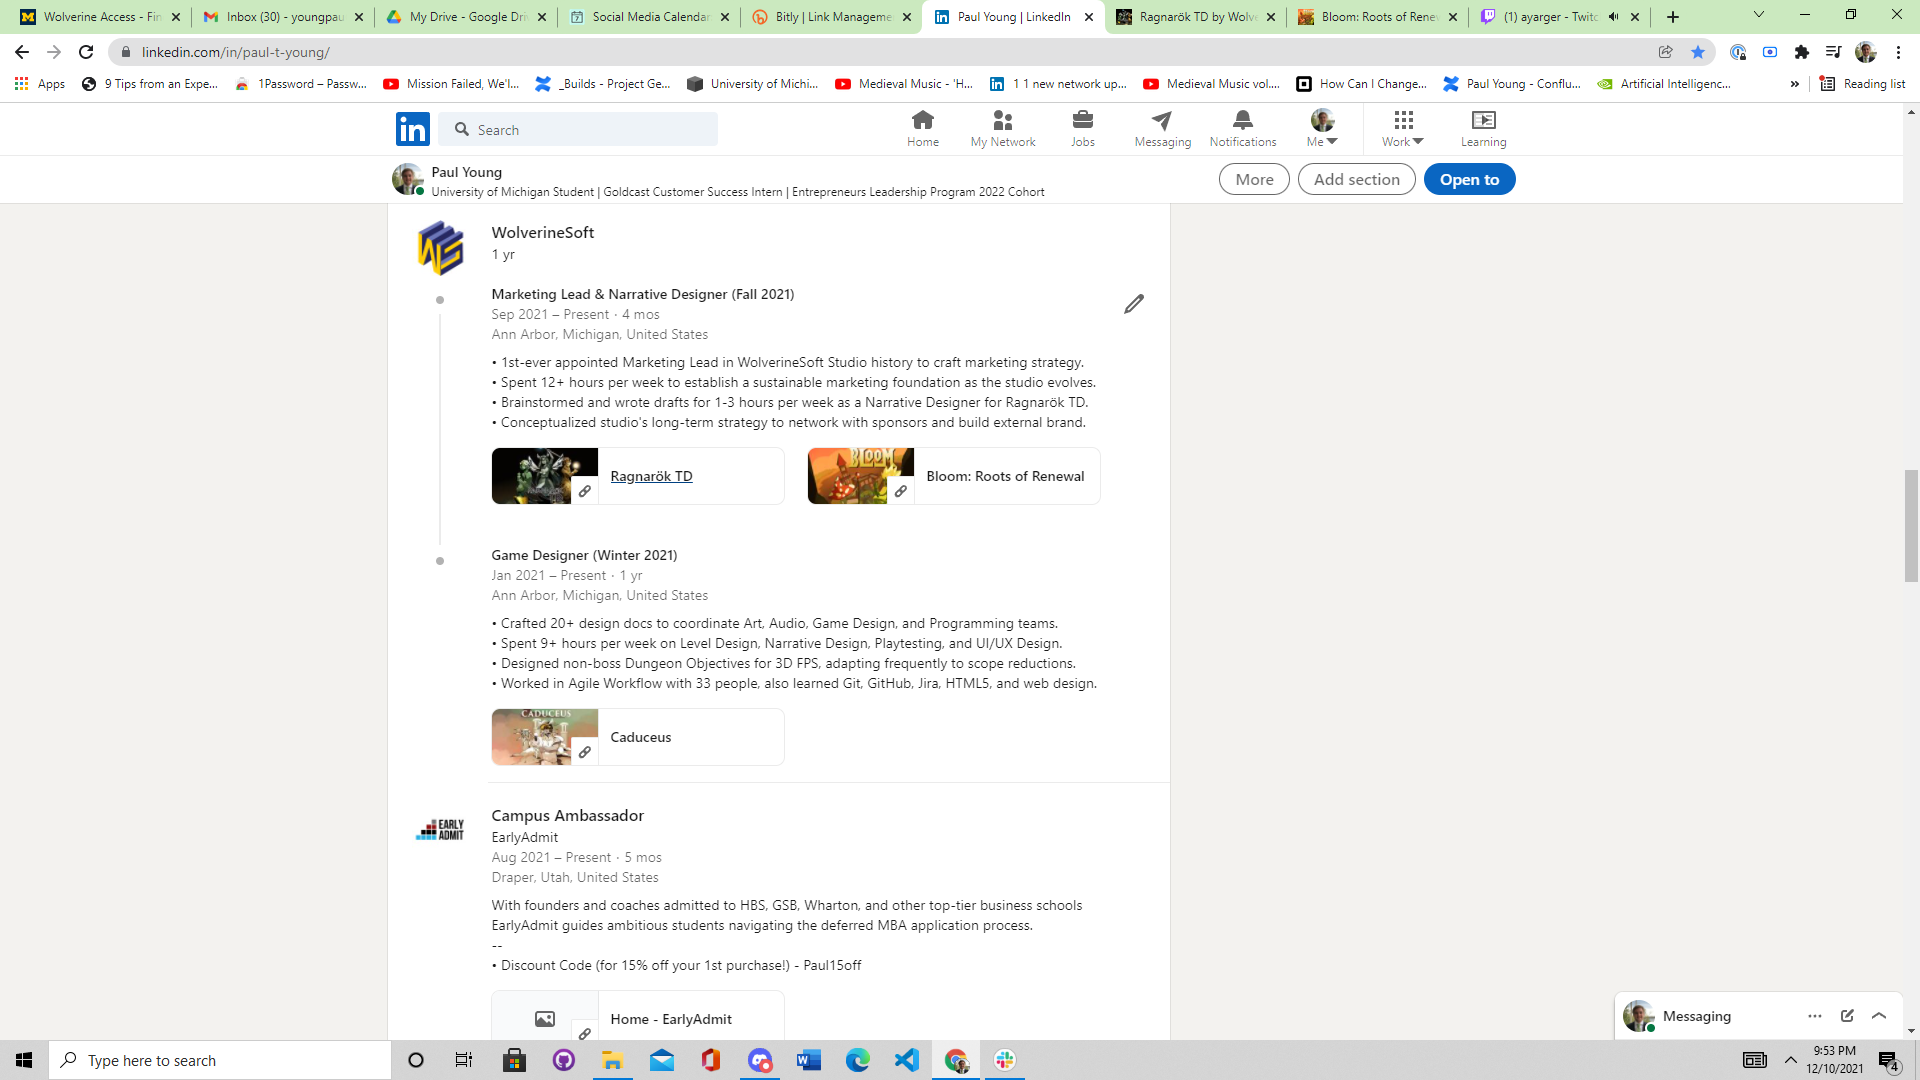 Wolverine Access - Fin
Inbox (30) - youngpau
My Drive - Google Dri
Social Media Calendar
Bitly | Link Manageme
Paul Young | LinkedIn
Ragnarök TD by Wolve
Bloom: Roots of Renew
(1) ayarger - Twitc
linkedin.com/in/paul-t-young/
Apps
9 Tips from an Expe...
1Password – Passw...
Mission Failed, We'l...
_Builds - Project Ge...
University of Michi...
Medieval Music - 'H...
1 1 new network up...
Medieval Music vol....
How Can I Change...
Paul Young - Conflu...
Artificial Intelligenc...
»
Reading list
in
Search
Home
My Network
Jobs
Messaging
Notifications
Me
Work
Learning
Paul Young
University of Michigan Student | Goldcast Customer Success Intern | Entrepreneurs Leadership Program 2022 Cohort
More
Add section
Open to
WolverineSoft
1 yr
Marketing Lead & Narrative Designer (Fall 2021)
Sep 2021 – Present · 4 mos
Ann Arbor, Michigan, United States
• 1st-ever appointed Marketing Lead in WolverineSoft Studio history to craft marketing strategy.
• Spent 12+ hours per week to establish a sustainable marketing foundation as the studio evolves.
• Brainstormed and wrote drafts for 1-3 hours per week as a Narrative Designer for Ragnarök TD.
• Conceptualized studio's long-term strategy to network with sponsors and build external brand.
Ragnarök TD
BLOOM
Bloom: Roots of Renewal
Game Designer (Winter 2021)
Jan 2021 – Present · 1 yr
Ann Arbor, Michigan, United States
• Crafted 20+ design docs to coordinate Art, Audio, Game Design, and Programming teams.
• Spent 9+ hours per week on Level Design, Narrative Design, Playtesting, and UI/UX Design.
• Designed non-boss Dungeon Objectives for 3D FPS, adapting frequently to scope reductions.
• Worked in Agile Workflow with 33 people, also learned Git, GitHub, Jira, HTML5, and web design.
CADUCEUS
Caduceus
EARLY
ADMIT
Campus Ambassador
EarlyAdmit
Aug 2021 – Present · 5 mos
Draper, Utah, United States
With founders and coaches admitted to HBS, GSB, Wharton, and other top-tier business schools
EarlyAdmit guides ambitious students navigating the deferred MBA application process.
--
• Discount Code (for 15% off your 1st purchase!) - Paul15off
Home - EarlyAdmit
Messaging
Type here to search
9:53 PM
12/10/2021
4